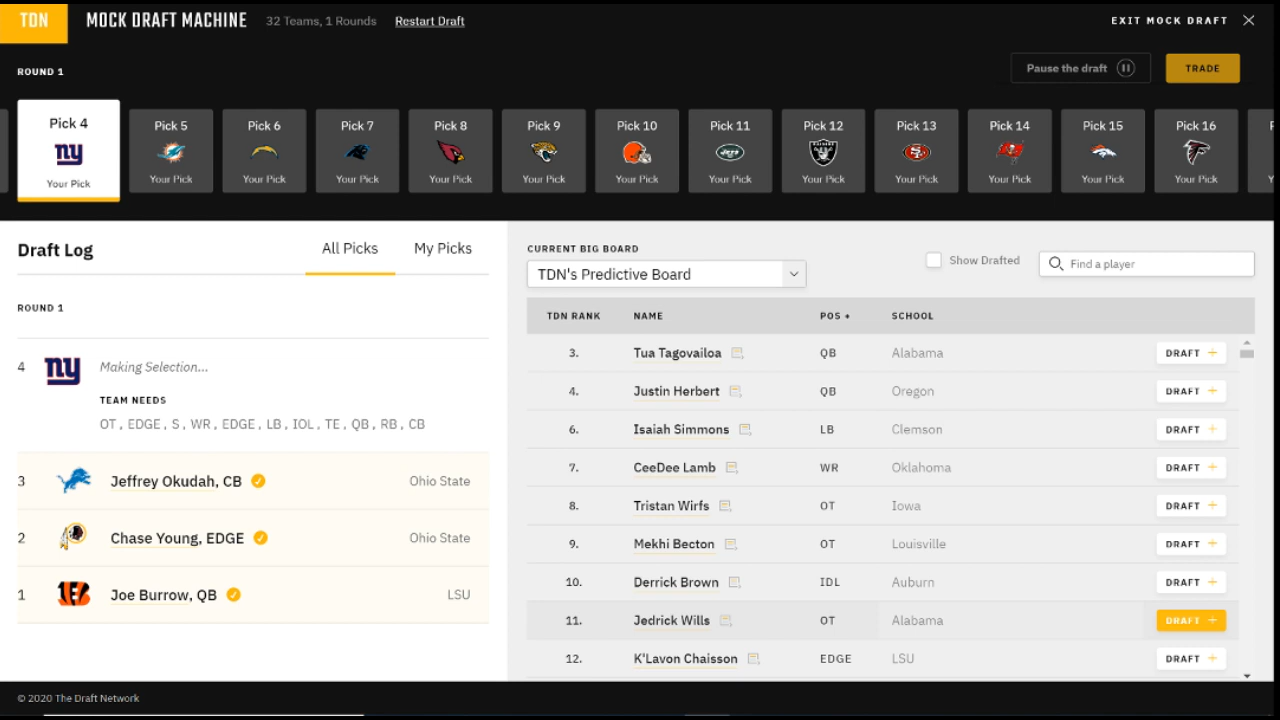 TDN MOCK DRAFT MACHINE 32 Teams, 1 Rounds Restart Draft EXIT MOCK DRAFT
ROUND 1 Pause the draft TRADE
Pick 4 Pick 5 Pick 6 Pick 7 Pick 8 Pick 9 Pick 10 Pick 11 Pick 12 Pick 13 Pick 14 Pick 15 Pick 16
ny JETS RAIDERS
Your Pick Your Pick Your Pick Your Pick Your Pick Your Pick Your Pick Your Pick Your Pick Your Pick Your Pick Your Pick Your Pick
Draft Log All Picks My Picks
ROUND 1
4 ny Making Selection...
TEAM NEEDS
OT , EDGE , S , WR , EDGE , LB , IOL , TE , QB , RB , CB
3 Jeffrey Okudah, CB Ohio State
2 Chase Young, EDGE Ohio State
1 Joe Burrow, QB LSU
CURRENT BIG BOARD
TDN's Predictive Board Show Drafted Find a player
TDN RANK NAME POS SCHOOL
3. Tua Tagovailoa QB Alabama DRAFT +
4. Justin Herbert QB Oregon DRAFT +
6. Isaiah Simmons LB Clemson DRAFT +
7. CeeDee Lamb WR Oklahoma DRAFT +
8. Tristan Wirfs OT Iowa DRAFT +
9. Mekhi Becton OT Louisville DRAFT +
10. Derrick Brown IDL Auburn DRAFT +
11. Jedrick Wills OT Alabama DRAFT +
12. K'Lavon Chaisson EDGE LSU DRAFT +
© 2020 The Draft Network